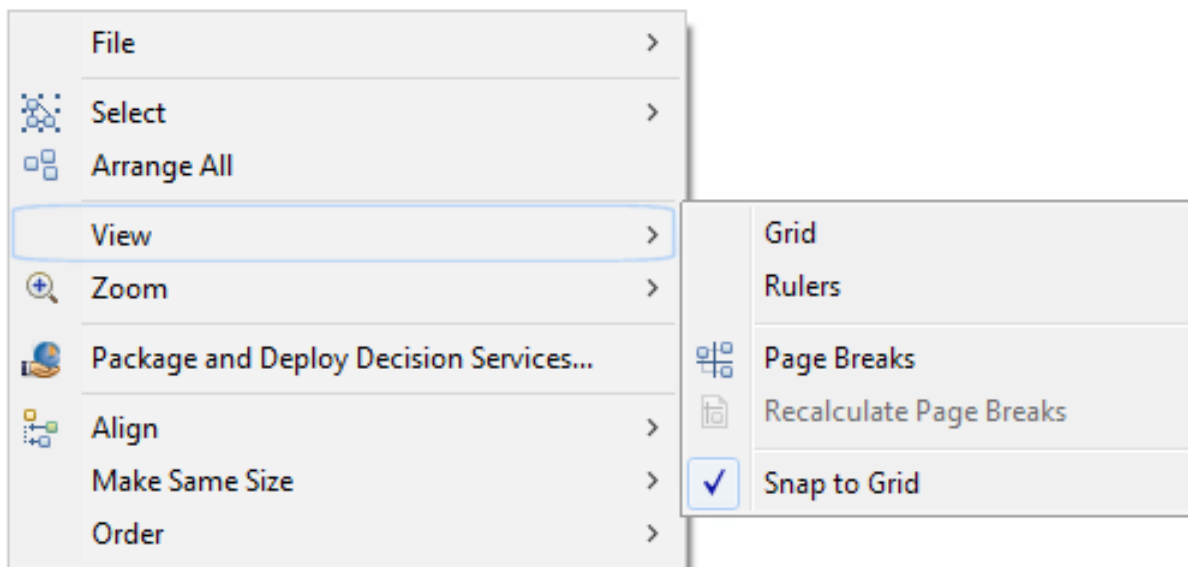 File
Select
Arrange All
View
Zoom
Package and Deploy Decision Services...
Align
Make Same Size
Order
Grid
Rulers
Page Breaks
Recalculate Page Breaks
Snap to Grid